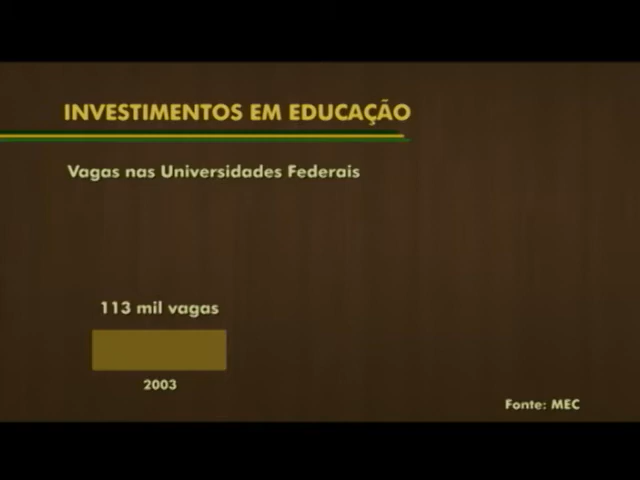 INVESTIMENTOS EM EDUCAÇÃO
Vagas nas Universidades Federais
113 mil vagas
2003
Fonte: MEC